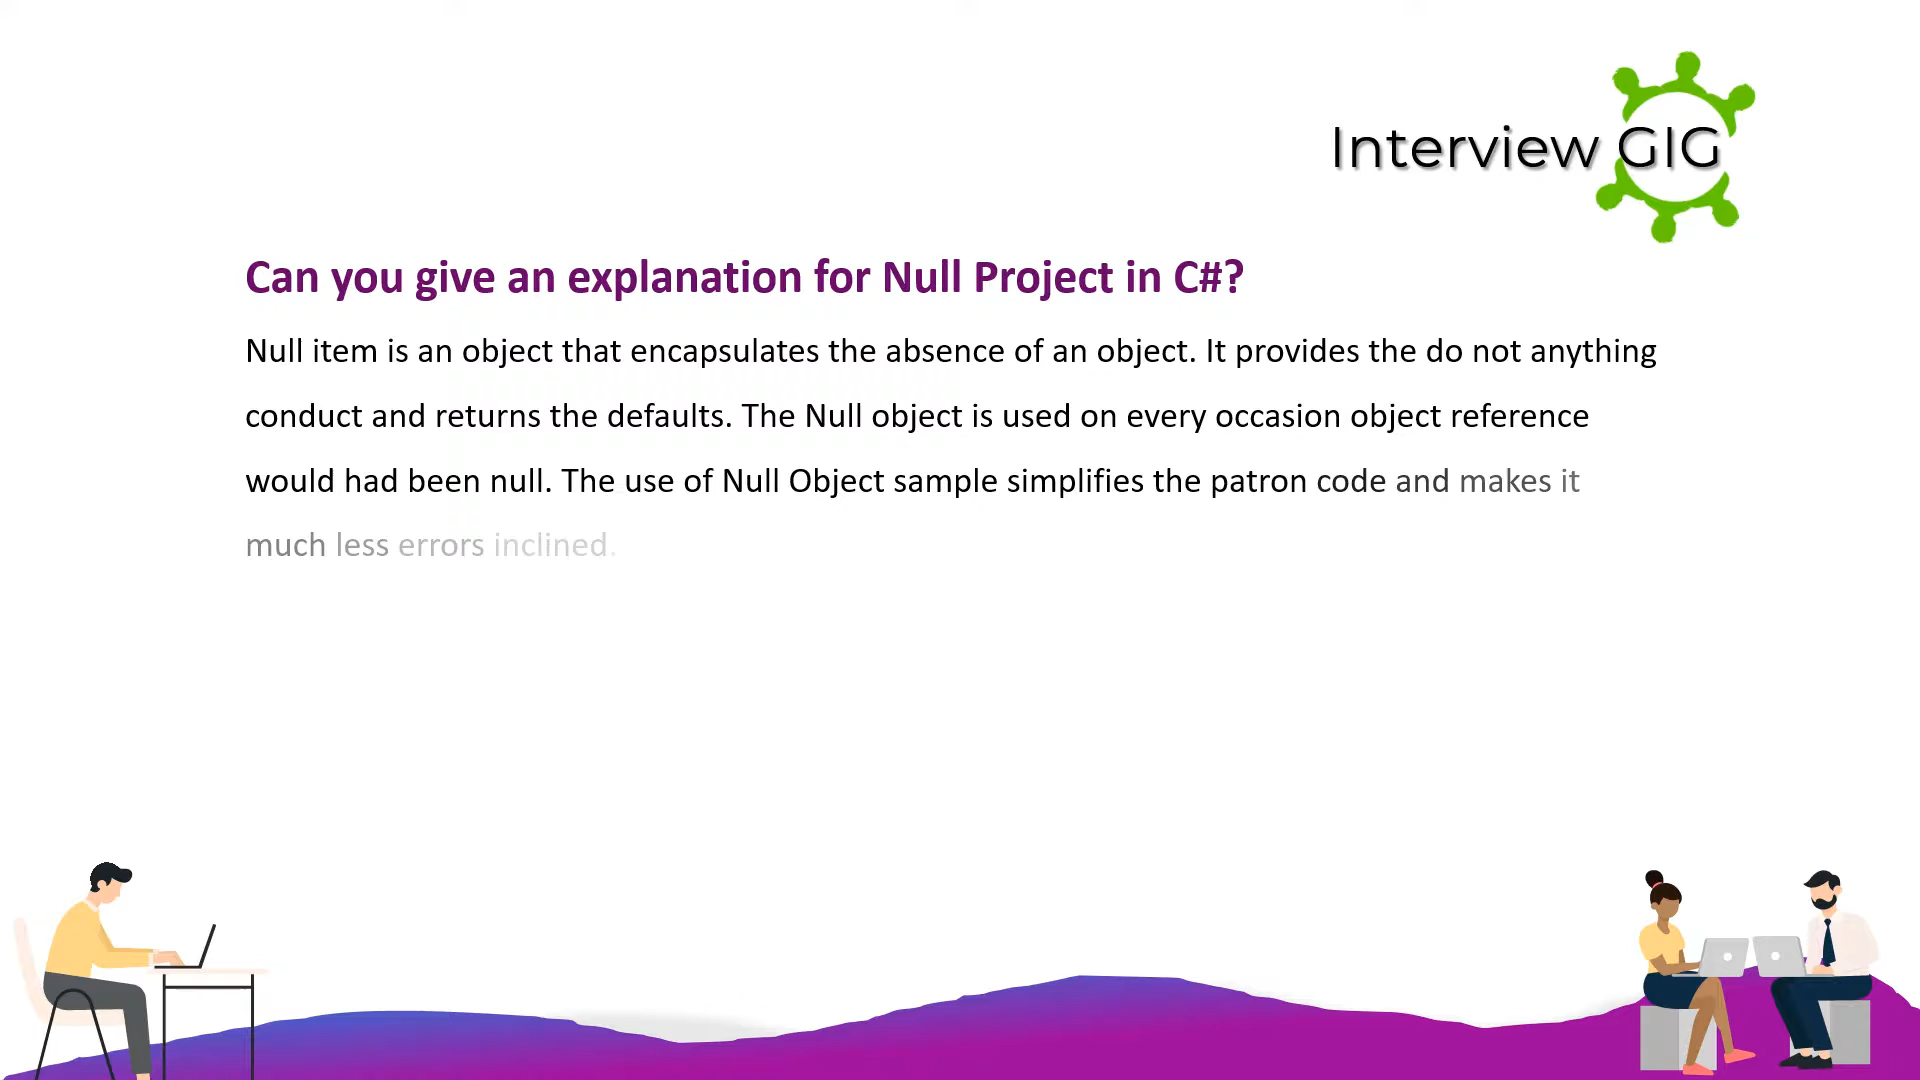 Interview GIG
Can you give an explanation for Null Project in C#?
Null item is an object that encapsulates the absence of an object. It provides the do not anything
conduct and returns the defaults. The Null object is used on every occasion object reference
would had been null. The use of Null Object sample simplifies the patron code and makes it
much less errors inclined.